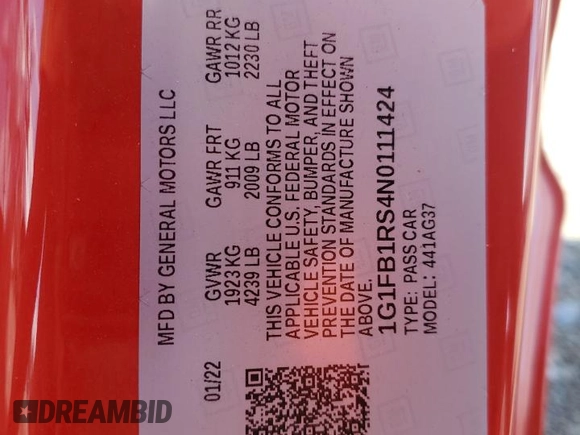 MFD BY GENERAL MOTORS LLC
01/22
GVWR
1923 KG
4239 LB
GAWR FRT
911 KG
2009 LB
GAWR RR
1012 KG
2230 LB
THIS VEHICLE CONFORMS TO ALL
APPLICABLE U.S. FEDERAL MOTOR
VEHICLE SAFETY, BUMPER, AND THEFT
PREVENTION STANDARDS IN EFFECT ON
THE DATE OF MANUFACTURE SHOWN
ABOVE.
1G1FB1RS4N0111424
TYPE: PASS CAR
MODEL: 441AG37
DREAMBID